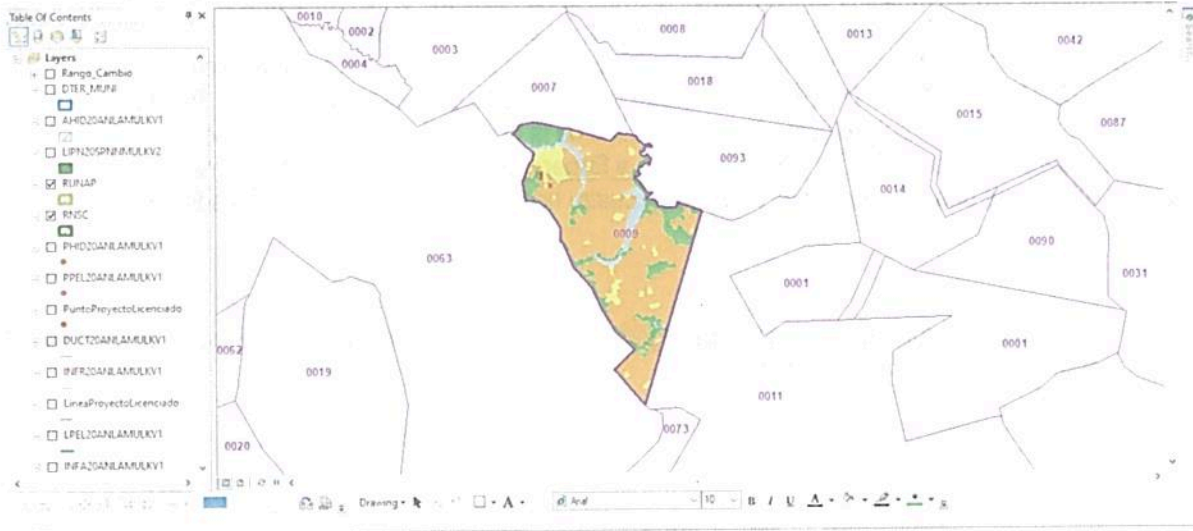 Table Of Contents
Layers
Rango_Cambio
DTER_MUNI
AHID20ANLAMULKV1
LIPN20SPNNMULKV2
RUNAP
RNSC
PHID20ANLAMULKV1
PPEL20ANLAMULKV1
PuntoProyectoLicenciado
DUCT20ANLAMULKV1
INFR20ANLAMULKV1
LineaProyectoLicenciado
LPEL20ANLAMULKV1
INFA20ANLAMULKV1
0010
0002
0003
0008
0013
0042
0004
0007
0018
0015
0087
0093
0014
0009
0063
0090
0031
0001
0062
0019
0001
0011
0020
0073
Search
Drawing
A
Arial
10
B I U A